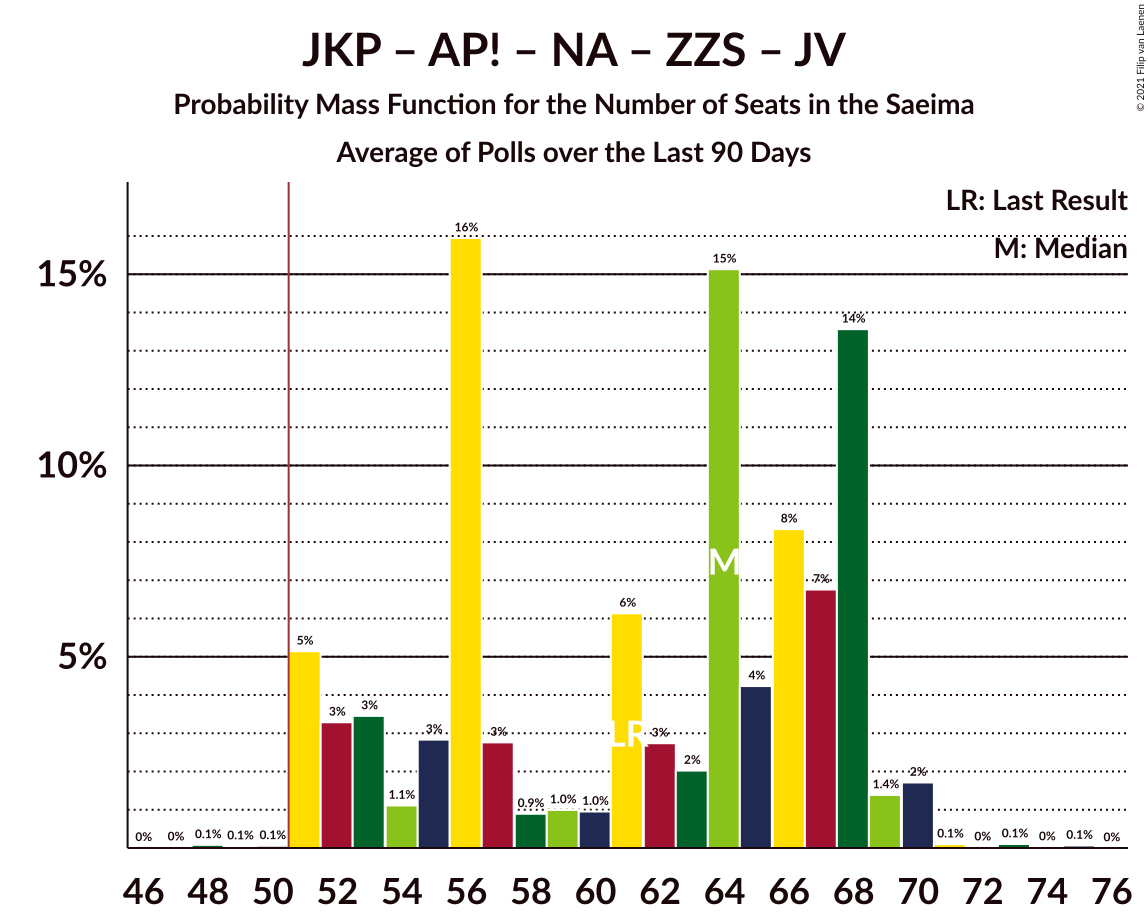 JKP – AP! – NA – ZZS – JV
Probability Mass Function for the Number of Seats in the Saeima
Average of Polls over the Last 90 Days
© 2021 Filip van Laenen
LR: Last Result
M: Median
15%
10%
5%
0% 0% 0.1% 0.1% 0.1% 5% 3% 3% 1.1% 3% 16% 3% 0.9% 1.0% 1.0% 6% 3% 2% 15% 4% 8% 7% 14% 1.4% 2% 0.1% 0% 0.1% 0% 0.1% 0%
M
LR
46 48 50 52 54 56 58 60 62 64 66 68 70 72 74 76